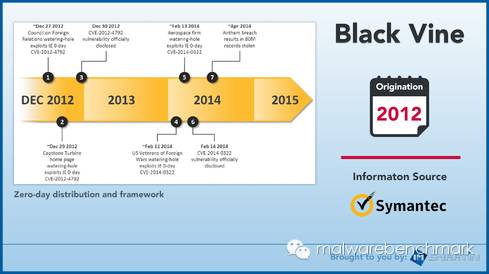 Black Vine
~Dec 27 2012
Council on
Foreign
Relations watering-hole
exploits IE 0-day
CVE-2012-4792
Dec 30 2012
CVE-2012-4792
vulnerability officially
disclosed
~Feb 13 2014
Aerospace firm
watering-hole
exploits IE 0-day
CVE-2014-0322
~Apr 2014
Anthem breach
results in 80M
records stolen
1
3
5
7
DEC 2012
2013
2014
2015
2
4
6
~Dec 29 2012
Capstone Turbine
home page
watering-hole
exploits IE 0-day
CVE-2012-4792
~Feb 11 2014
US Veterans of Foreign
Wars watering-hole
exploits IE 0-day
CVE-2014-0322
Feb 14 2014
CVE-2014-0322
vulnerability officially
disclosed
Zero-day distribution and framework
Origination
2012
Informaton Source
Symantec
Brought to you by:
malwarebenchmark